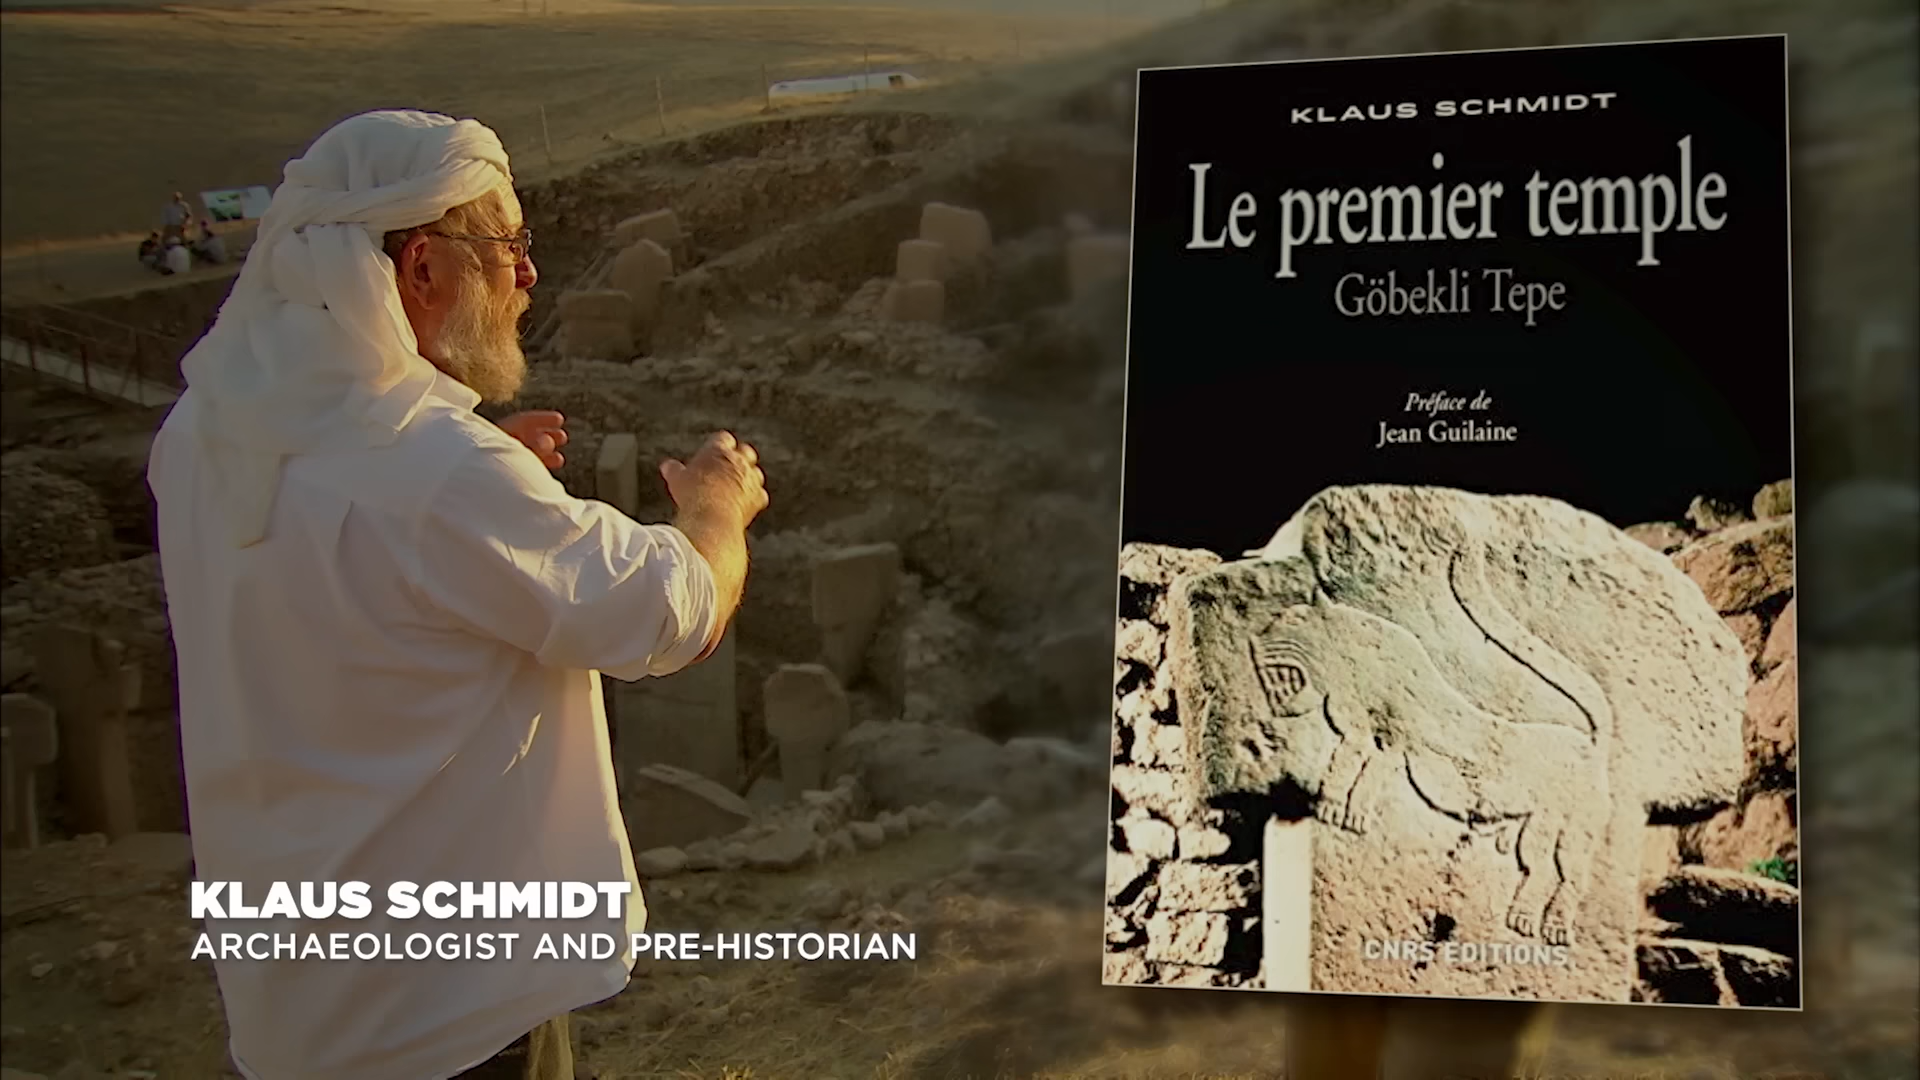 KLAUS SCHMIDT
Le premier temple
Göbekli Tepe
Préface de
Jean Guilaine
CNRS EDITIONS
KLAUS SCHMIDT
ARCHAEOLOGIST AND PRE-HISTORIAN